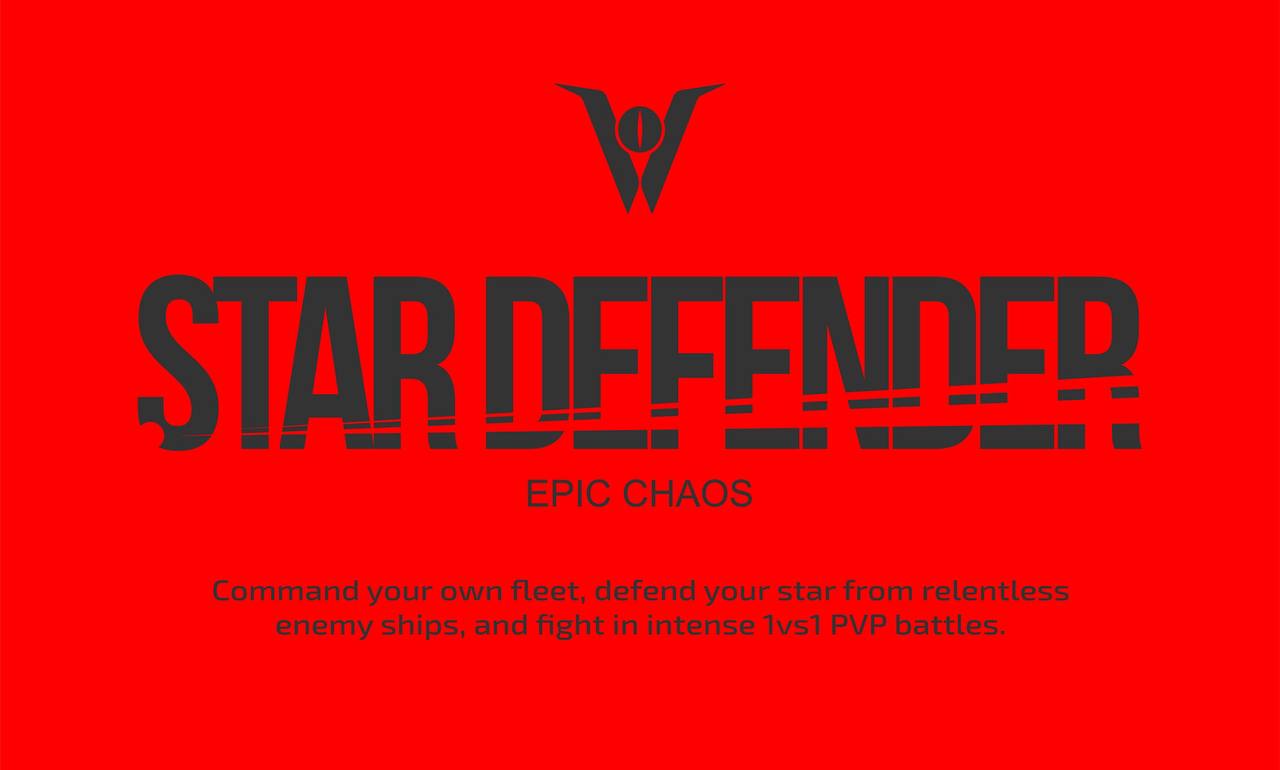 STAR DEFENDER
EPIC CHAOS
Command your own fleet, defend your star from relentless
enemy ships, and fight in intense 1vs1 PVP battles.